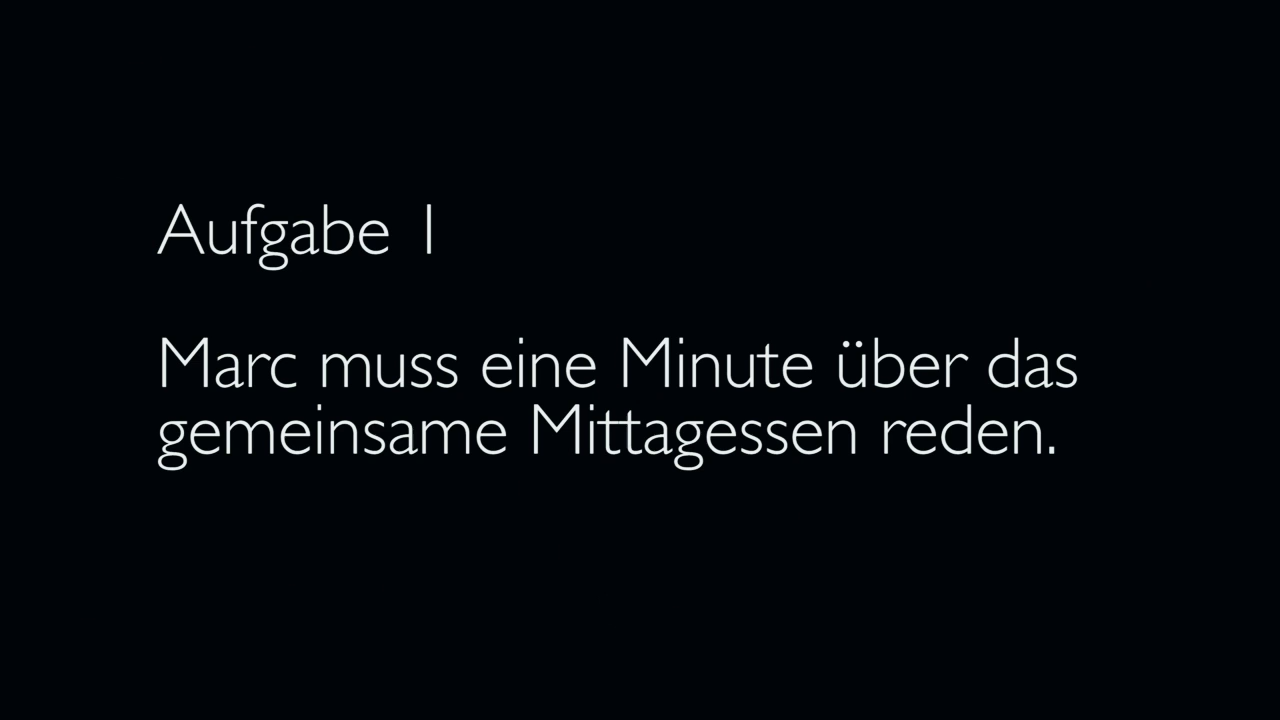 Aufgabe 1
Marc muss eine Minute über das
gemeinsame Mittagessen reden.